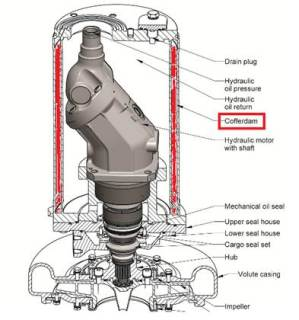 Drain plug
Hydraulic
oil pressure
Hydraulic
oil return
Cofferdam
Hydraulic motor
with shaft
Mechanical oil seal
Upper seal house
Lower seal house
Cargo seal set
Hub
Volute casing
Impeller